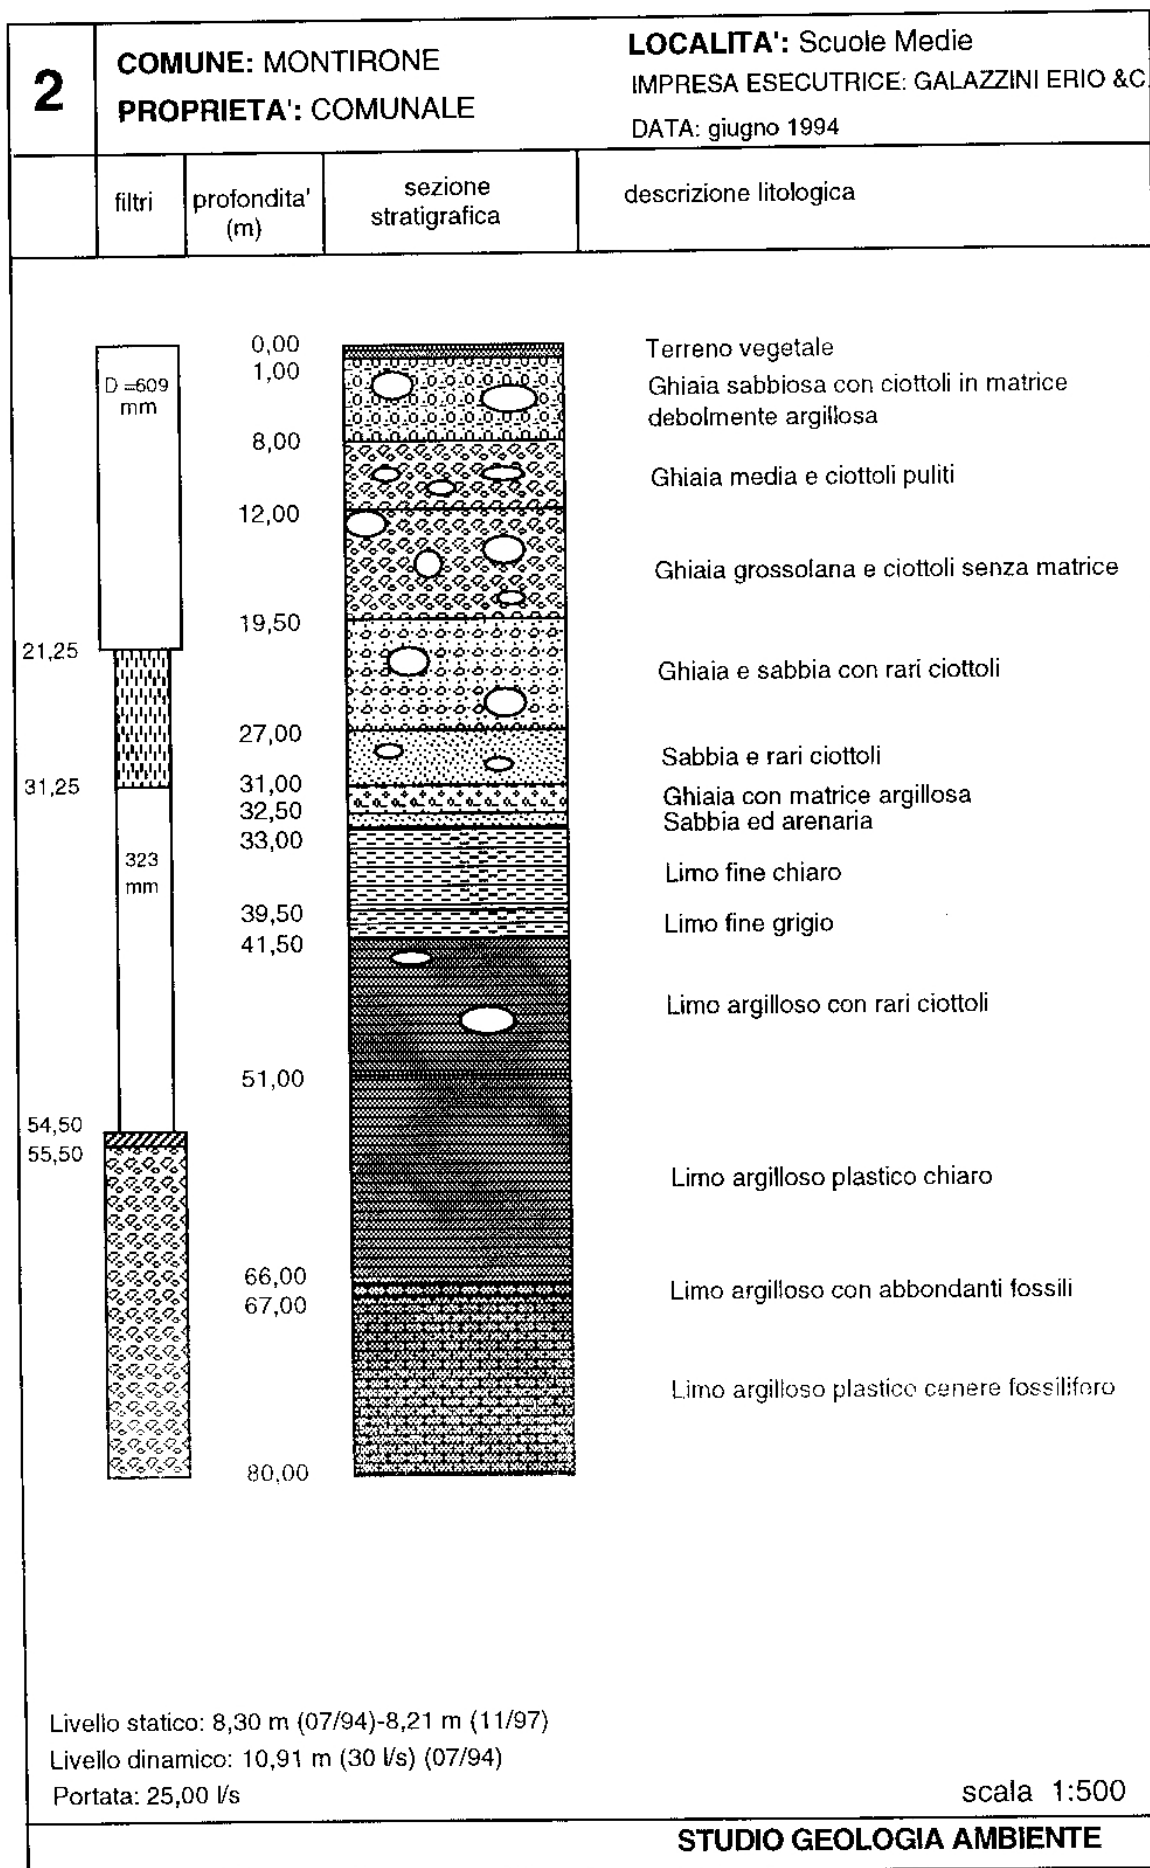 2
COMUNE: MONTIRONE
PROPRIETA': COMUNALE
LOCALITA': Scuole Medie
IMPRESA ESECUTRICE: GALAZZINI ERIO &C.
DATA: giugno 1994
filtri
profondita'
(m)
sezione
stratigrafica
descrizione litologica
0,00
Terreno vegetale
1,00
D =609
mm
Ghiaia sabbiosa con ciottoli in matrice
debolmente argillosa
8,00
Ghiaia media e ciottoli puliti
12,00
Ghiaia grossolana e ciottoli senza matrice
19,50
21,25
Ghiaia e sabbia con rari ciottoli
27,00
Sabbia e rari ciottoli
31,25
31,00
Ghiaia con matrice argillosa
32,50
Sabbia ed arenaria
33,00
323
mm
Limo fine chiaro
39,50
Limo fine grigio
41,50
Limo argilloso con rari ciottoli
51,00
54,50
55,50
Limo argilloso plastico chiaro
66,00
Limo argilloso con abbondanti fossili
67,00
Limo argilloso plastico cenere fossilifero
80,00
Livello statico: 8,30 m (07/94)-8,21 m (11/97)
Livello dinamico: 10,91 m (30 l/s) (07/94)
Portata: 25,00 l/s
scala 1:500
STUDIO GEOLOGIA AMBIENTE